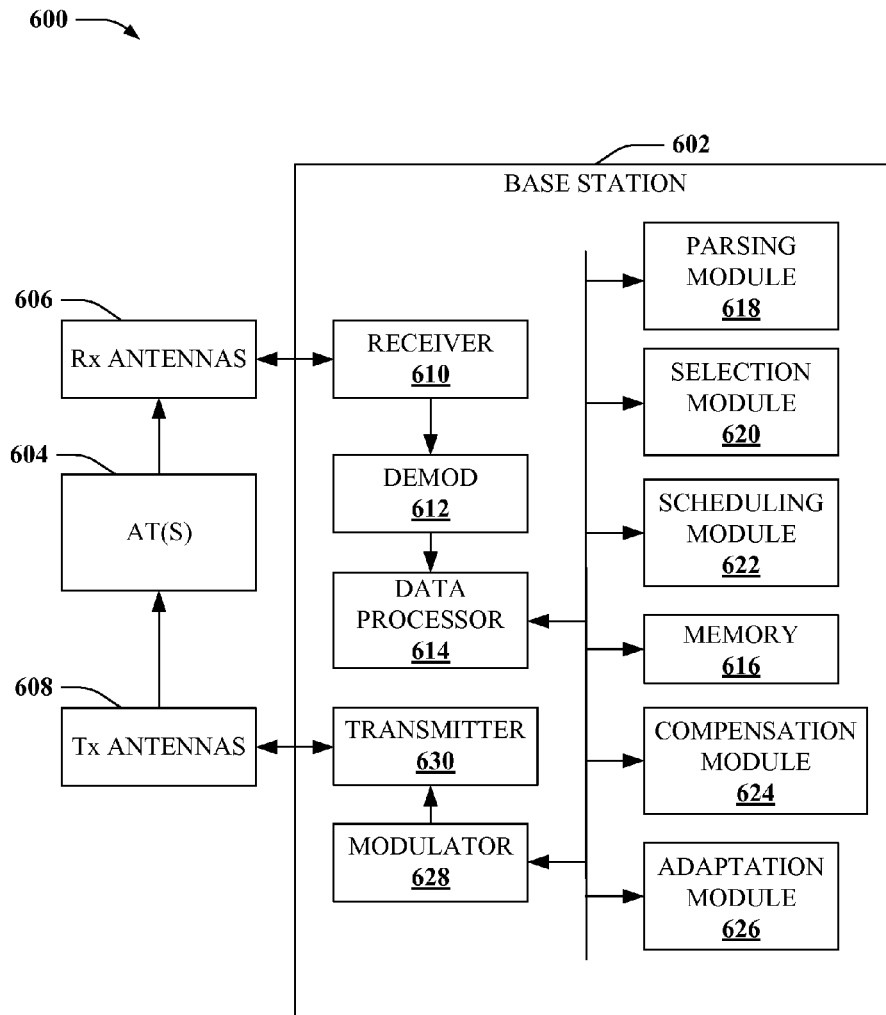 600
602
BASE STATION
PARSING
MODULE
618
606
Rx ANTENNAS
RECEIVER
610
SELECTION
MODULE
620
604
AT(S)
DEMOD
612
SCHEDULING
MODULE
622
DATA
PROCESSOR
614
MEMORY
616
608
Tx ANTENNAS
TRANSMITTER
630
COMPENSATION
MODULE
624
MODULATOR
628
ADAPTATION
MODULE
626